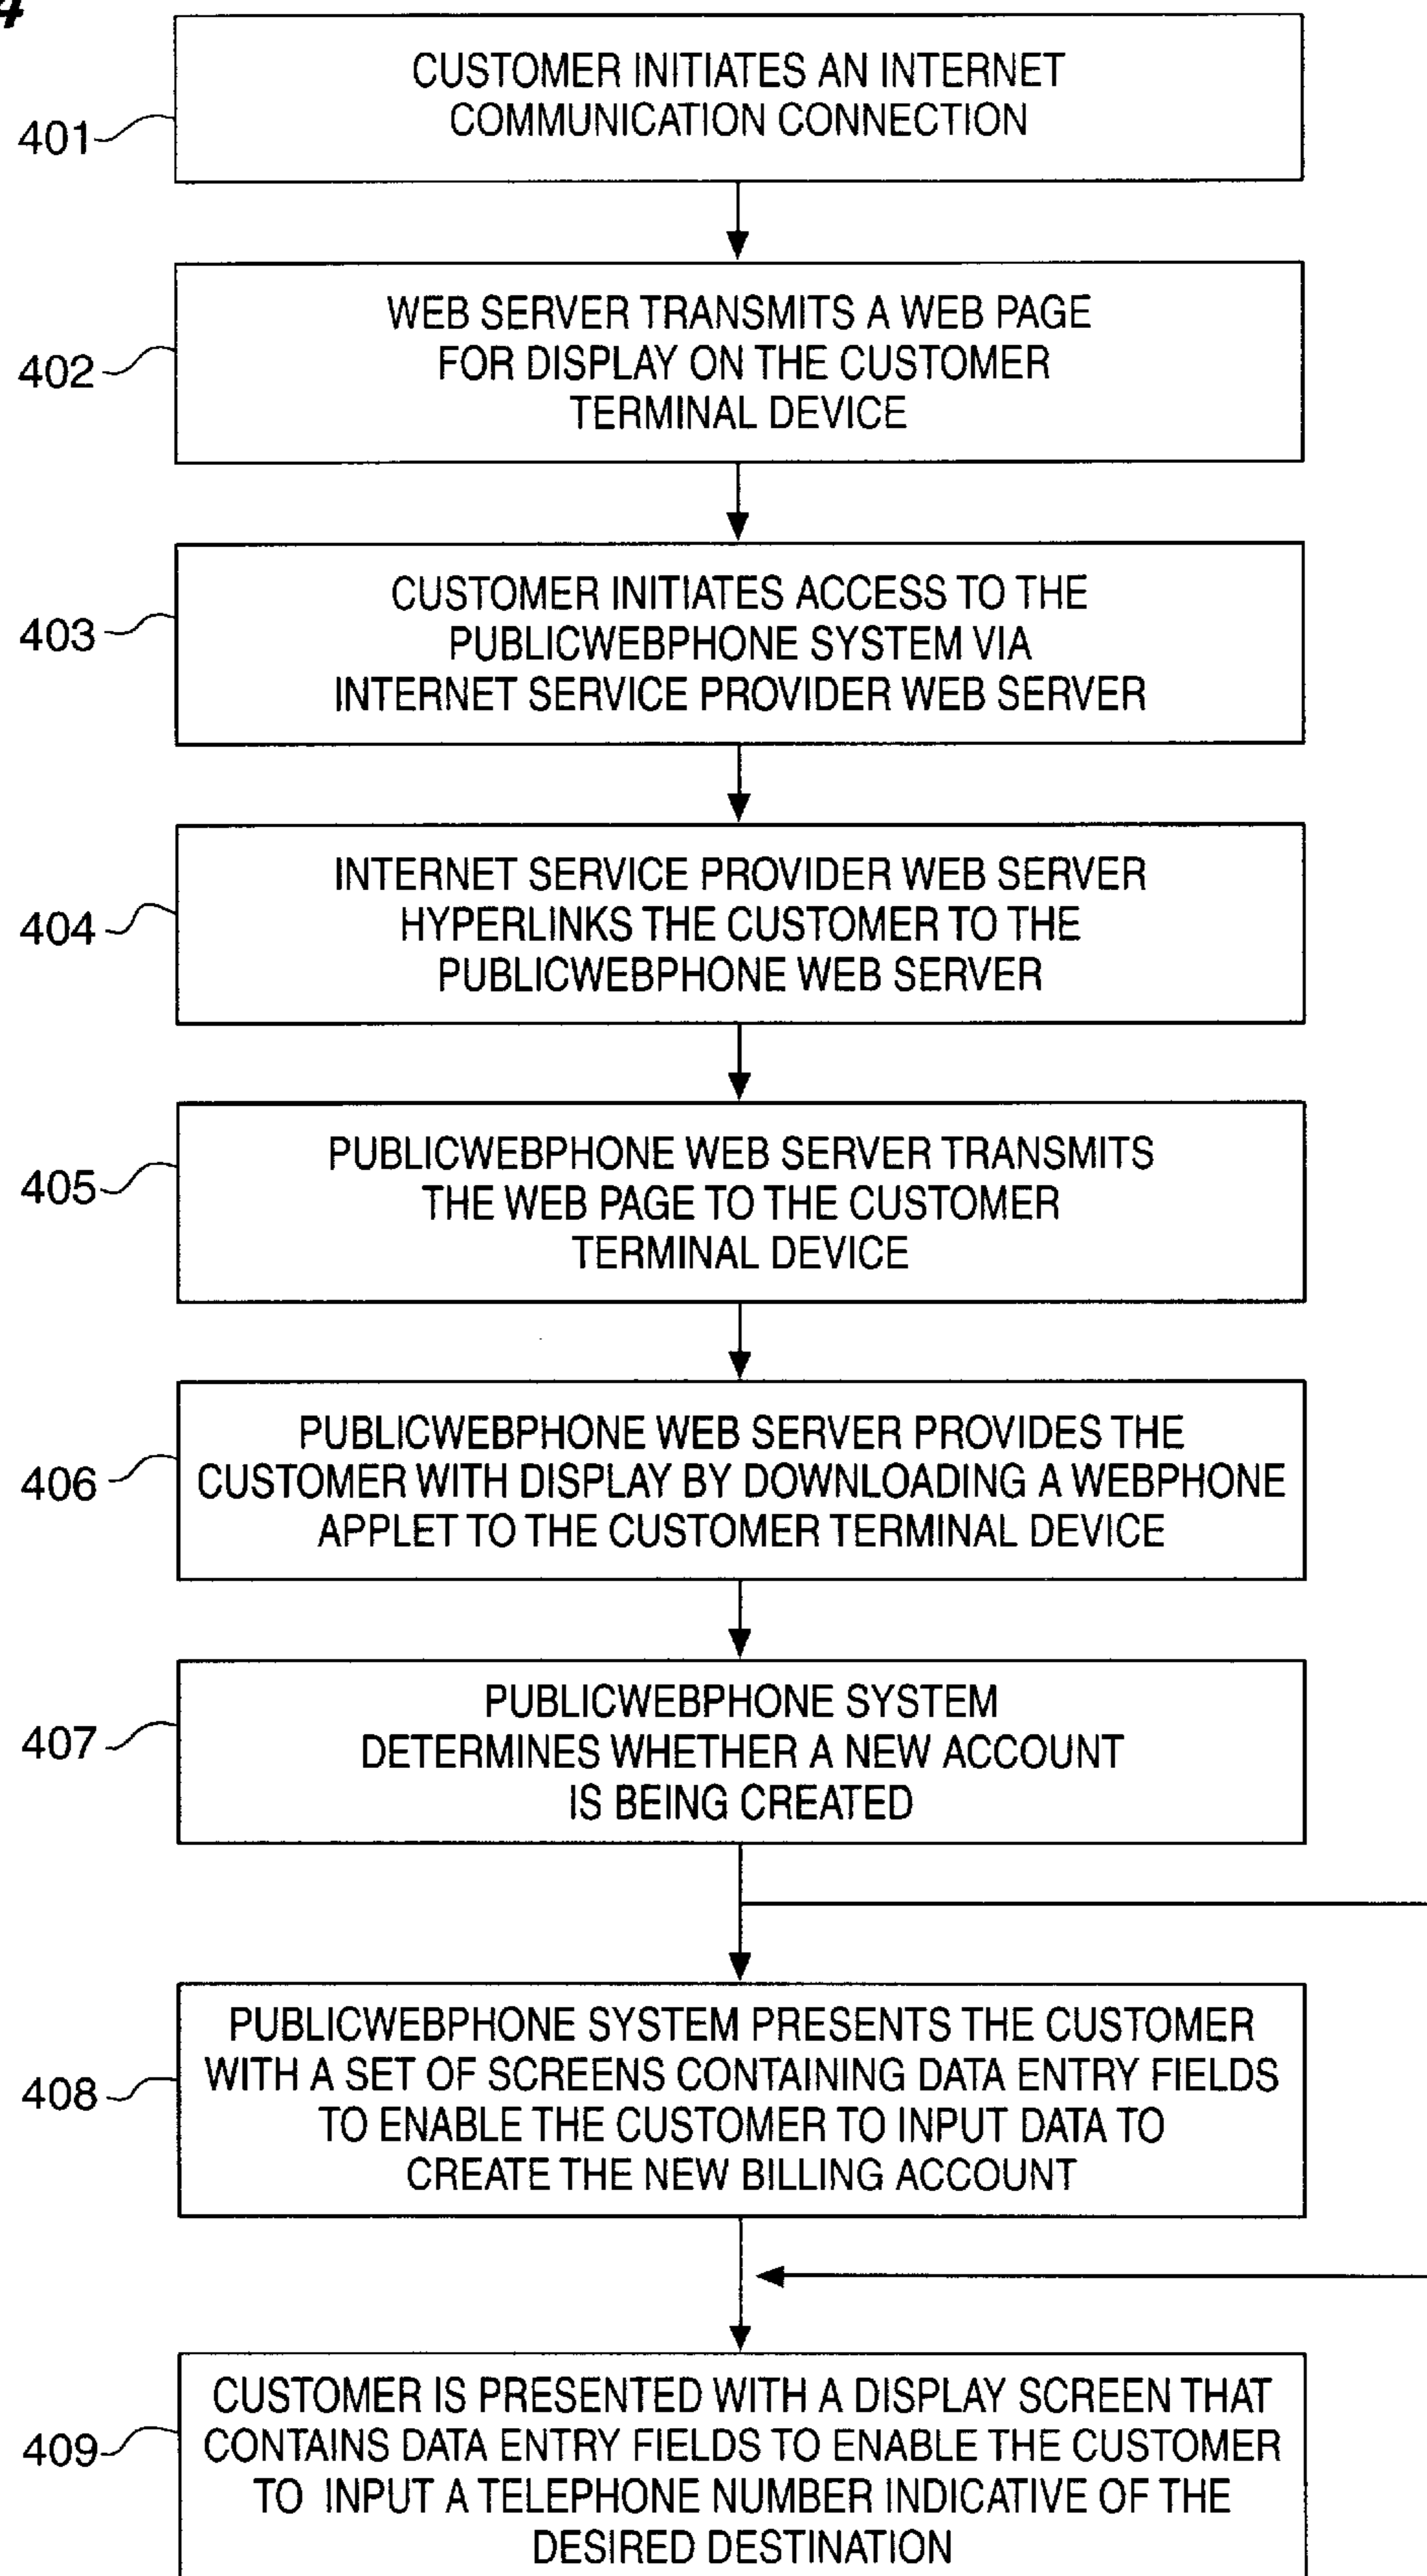 4
CUSTOMER INITIATES AN INTERNET
COMMUNICATION CONNECTION
401
WEB SERVER TRANSMITS A WEB PAGE
FOR DISPLAY ON THE CUSTOMER
TERMINAL DEVICE
402
CUSTOMER INITIATES ACCESS TO THE
PUBLICWEBPHONE SYSTEM VIA
INTERNET SERVICE PROVIDER WEB SERVER
403
INTERNET SERVICE PROVIDER WEB SERVER
HYPERLINKS THE CUSTOMER TO THE
PUBLICWEBPHONE WEB SERVER
404
PUBLICWEBPHONE WEB SERVER TRANSMITS
THE WEB PAGE TO THE CUSTOMER
TERMINAL DEVICE
405
PUBLICWEBPHONE WEB SERVER PROVIDES THE
CUSTOMER WITH DISPLAY BY DOWNLOADING A WEBPHONE
APPLET TO THE CUSTOMER TERMINAL DEVICE
406
PUBLICWEBPHONE SYSTEM
DETERMINES WHETHER A NEW ACCOUNT
IS BEING CREATED
407
PUBLICWEBPHONE SYSTEM PRESENTS THE CUSTOMER
WITH A SET OF SCREENS CONTAINING DATA ENTRY FIELDS
TO ENABLE THE CUSTOMER TO INPUT DATA TO
CREATE THE NEW BILLING ACCOUNT
408
CUSTOMER IS PRESENTED WITH A DISPLAY SCREEN THAT
CONTAINS DATA ENTRY FIELDS TO ENABLE THE CUSTOMER
TO INPUT A TELEPHONE NUMBER INDICATIVE OF THE
DESIRED DESTINATION
409